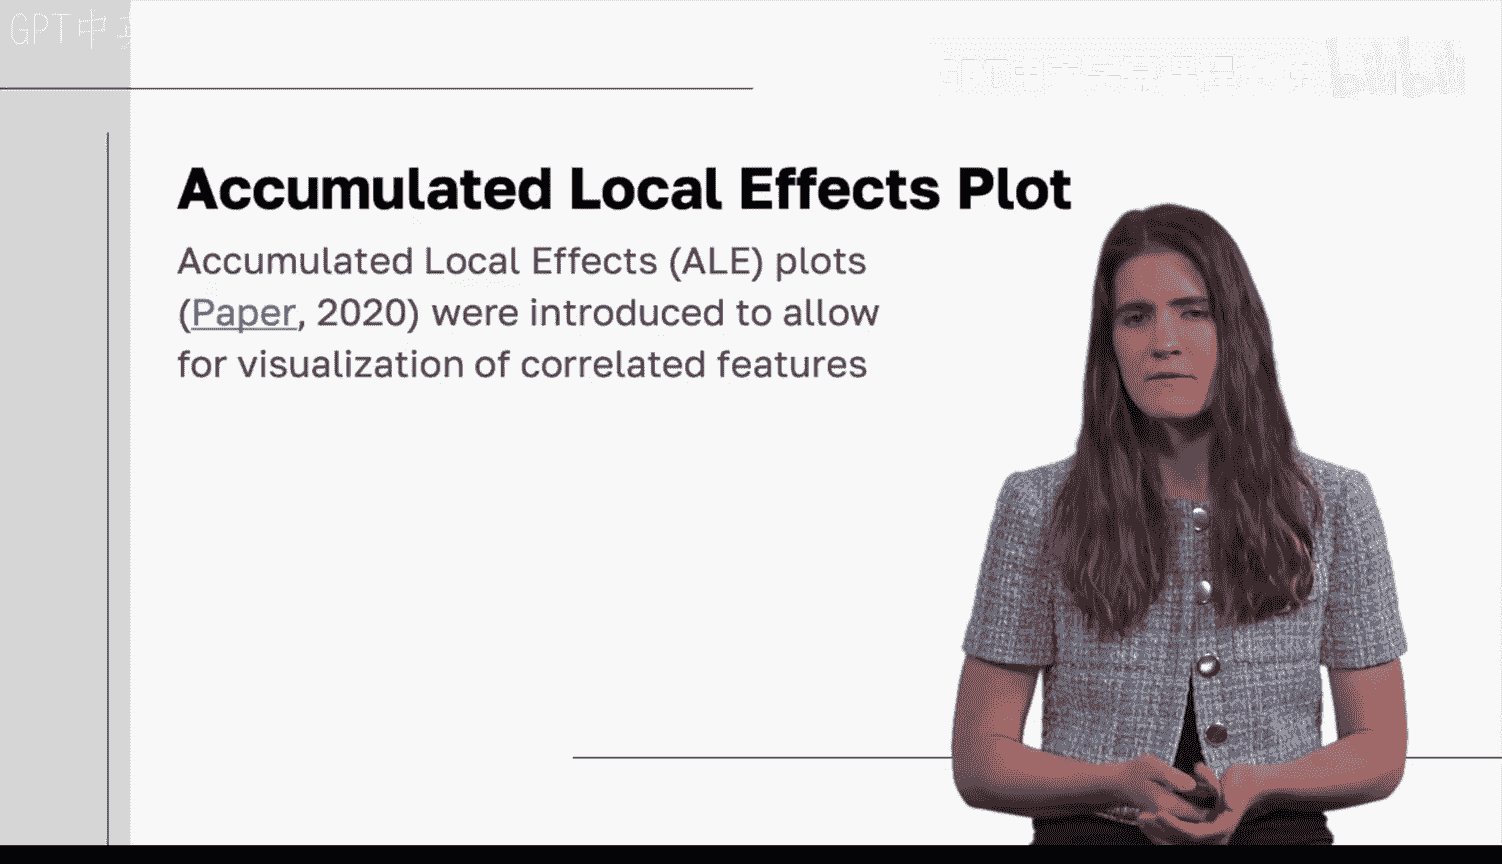 GPT中
Accumulated Local Effects Plot
Accumulated Local Effects (ALE) plots
(Paper, 2020) were introduced to allow
for visualization of correlated features
bilibili